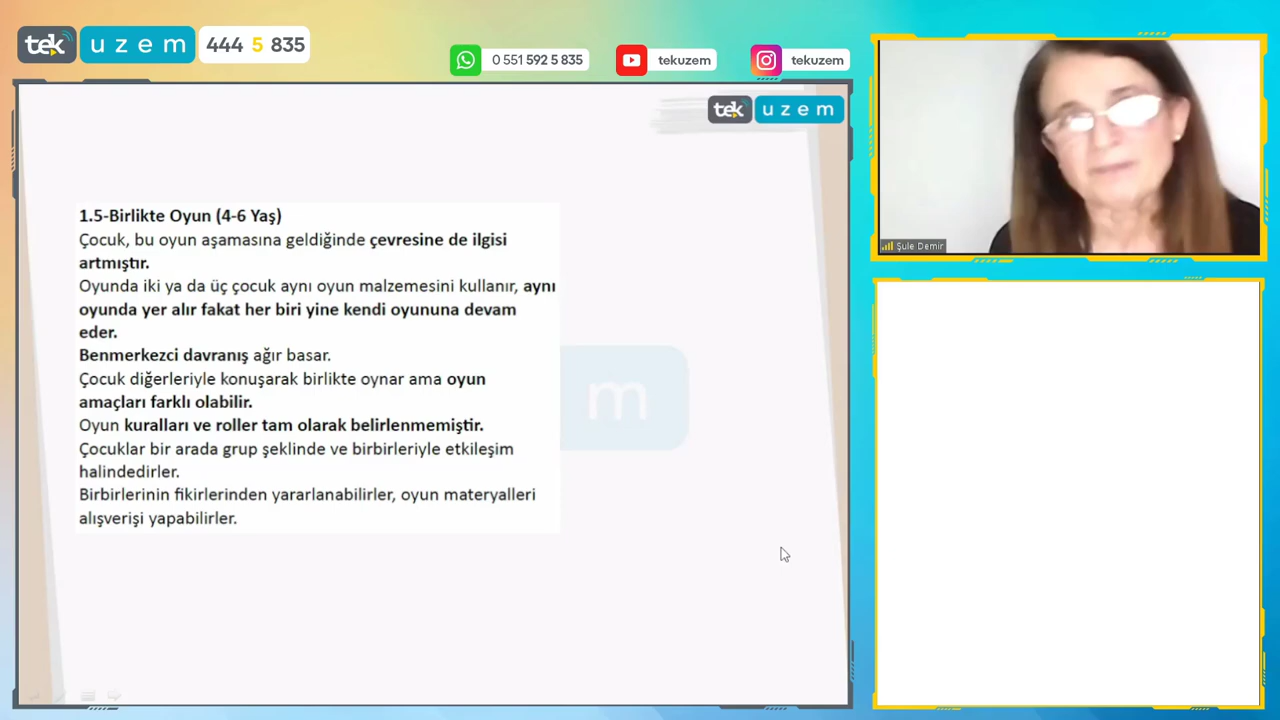 tek uzem 444 5 835
0 551 592 5 835
tekuzem
tekuzem
tek uzem
1.5-Birlikte Oyun (4-6 Yaş)
Çocuk, bu oyun aşamasına geldiğinde çevresine de ilgisi
artmıştır.
Oyunda iki ya da üç çocuk aynı oyun malzemesini kullanır, aynı
oyunda yer alır fakat her biri yine kendi oyununa devam
eder.
Benmerkezci davranış ağır basar.
Çocuk diğerleriyle konuşarak birlikte oynar ama oyun
amaçları farklı olabilir.
Oyun kuralları ve roller tam olarak belirlenmemiştir.
Çocuklar bir arada grup şeklinde ve birbirleriyle etkileşim
halindedirler.
Birbirlerinin fikirlerinden yararlanabilirler, oyun materyalleri
alışverişi yapabilirler.
m
Şule Demir